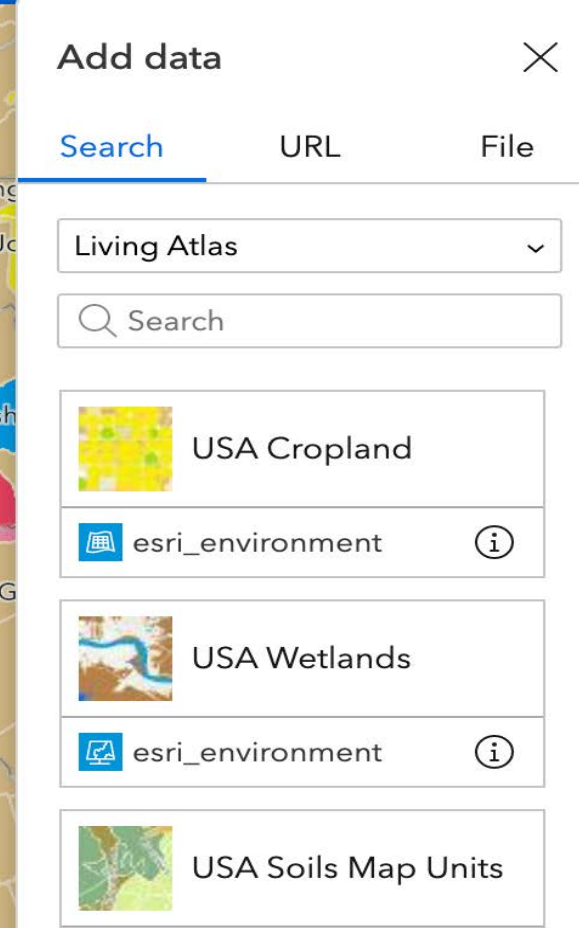 Add data
Search URL File
Living Atlas
Search
USA Cropland
esri_environment
USA Wetlands
esri_environment
USA Soils Map Units